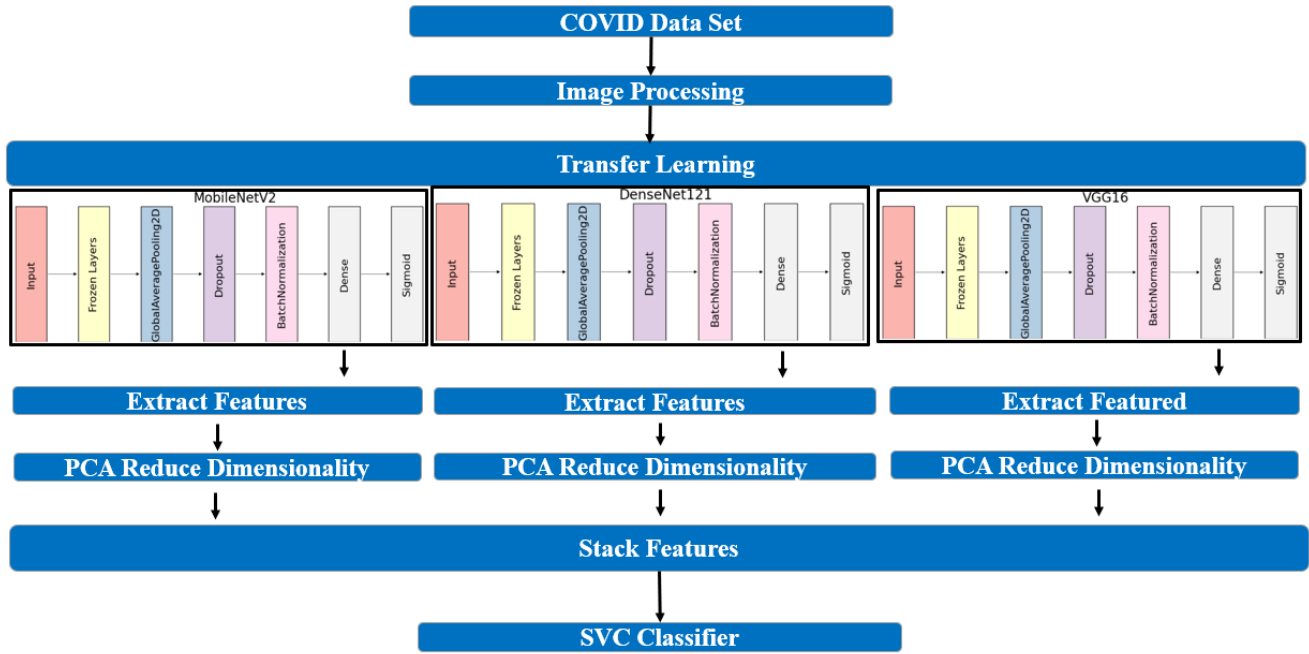 COVID Data Set
Image Processing
Transfer Learning
MobileNetV2
Input
Frozen Layers
GlobalAveragePooling2D
Dropout
BatchNormalization
Dense
Sigmoid
DenseNet121
Input
Frozen Layers
GlobalAveragePooling2D
Dropout
BatchNormalization
Dense
Sigmoid
VGG16
Input
Frozen Layers
GlobalAveragePooling2D
Dropout
BatchNormalization
Dense
Sigmoid
Extract Features
Extract Features
Extract Featured
PCA Reduce Dimensionality
PCA Reduce Dimensionality
PCA Reduce Dimensionality
Stack Features
SVC Classifier